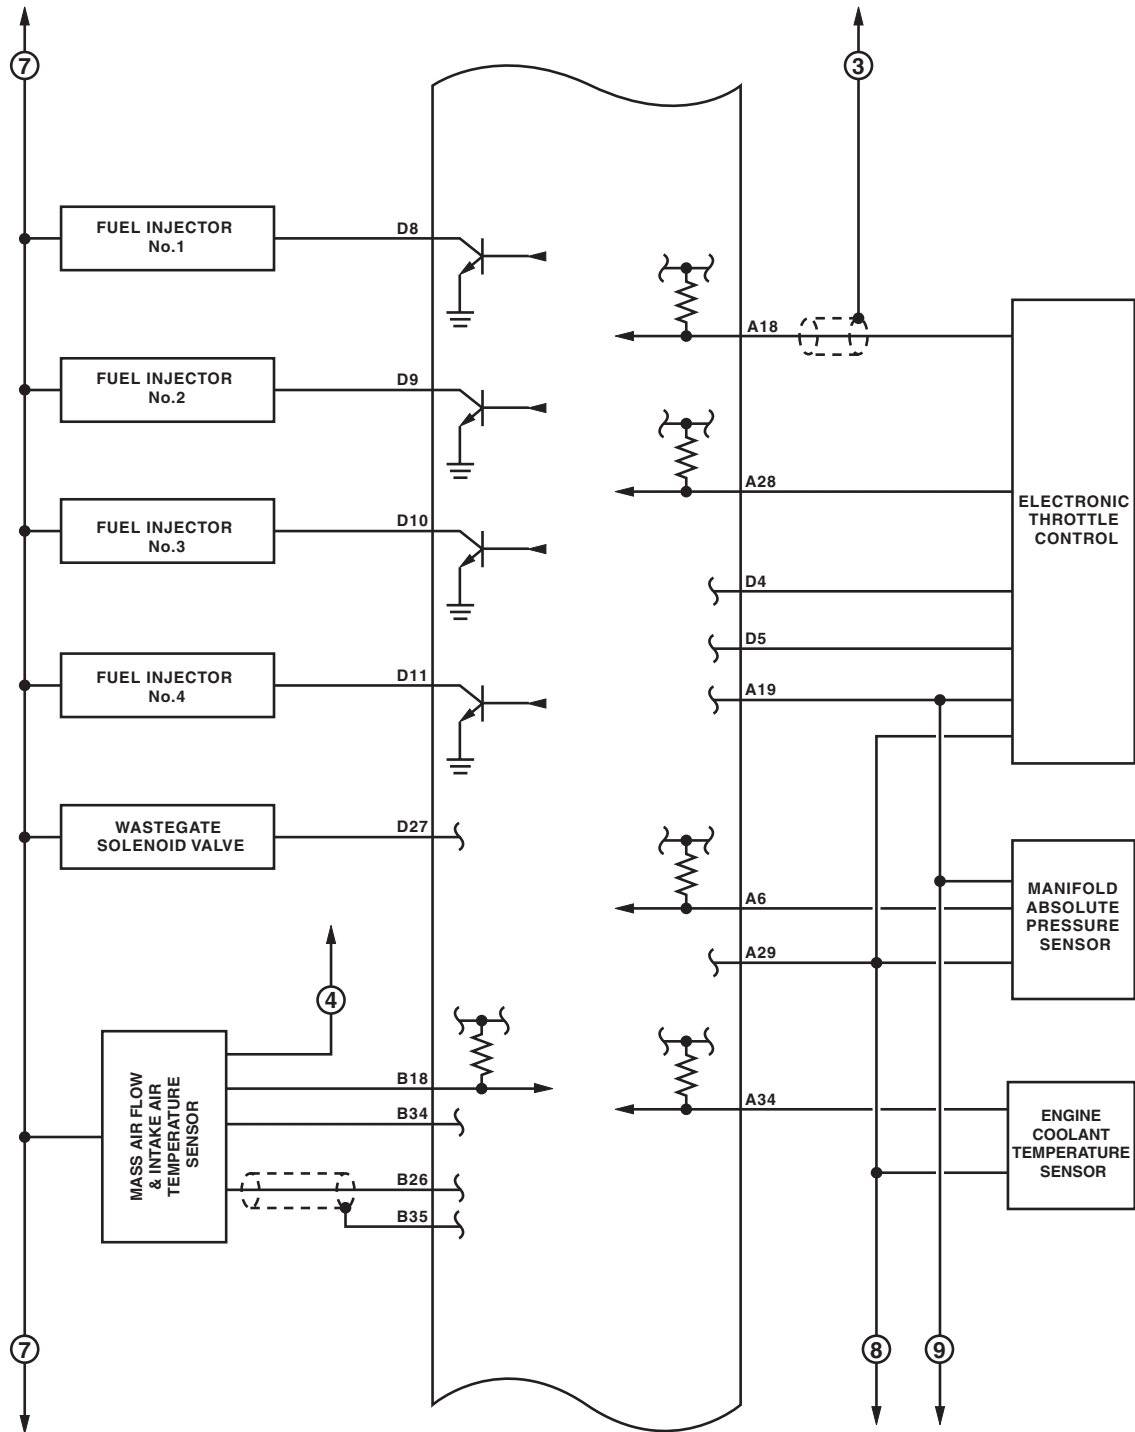 7
3
FUEL INJECTOR
No.1
D8
A18
FUEL INJECTOR
No.2
D9
A28
ELECTRONIC
THROTTLE
CONTROL
FUEL INJECTOR
No.3
D10
D4
D5
FUEL INJECTOR
No.4
D11
A19
WASTEGATE
SOLENOID VALVE
D27
A6
A29
MANIFOLD
ABSOLUTE
PRESSURE
SENSOR
4
MASS AIR FLOW
& INTAKE AIR
TEMPERATURE
SENSOR
B18
B34
B26
B35
A34
ENGINE
COOLANT
TEMPERATURE
SENSOR
7
8
9